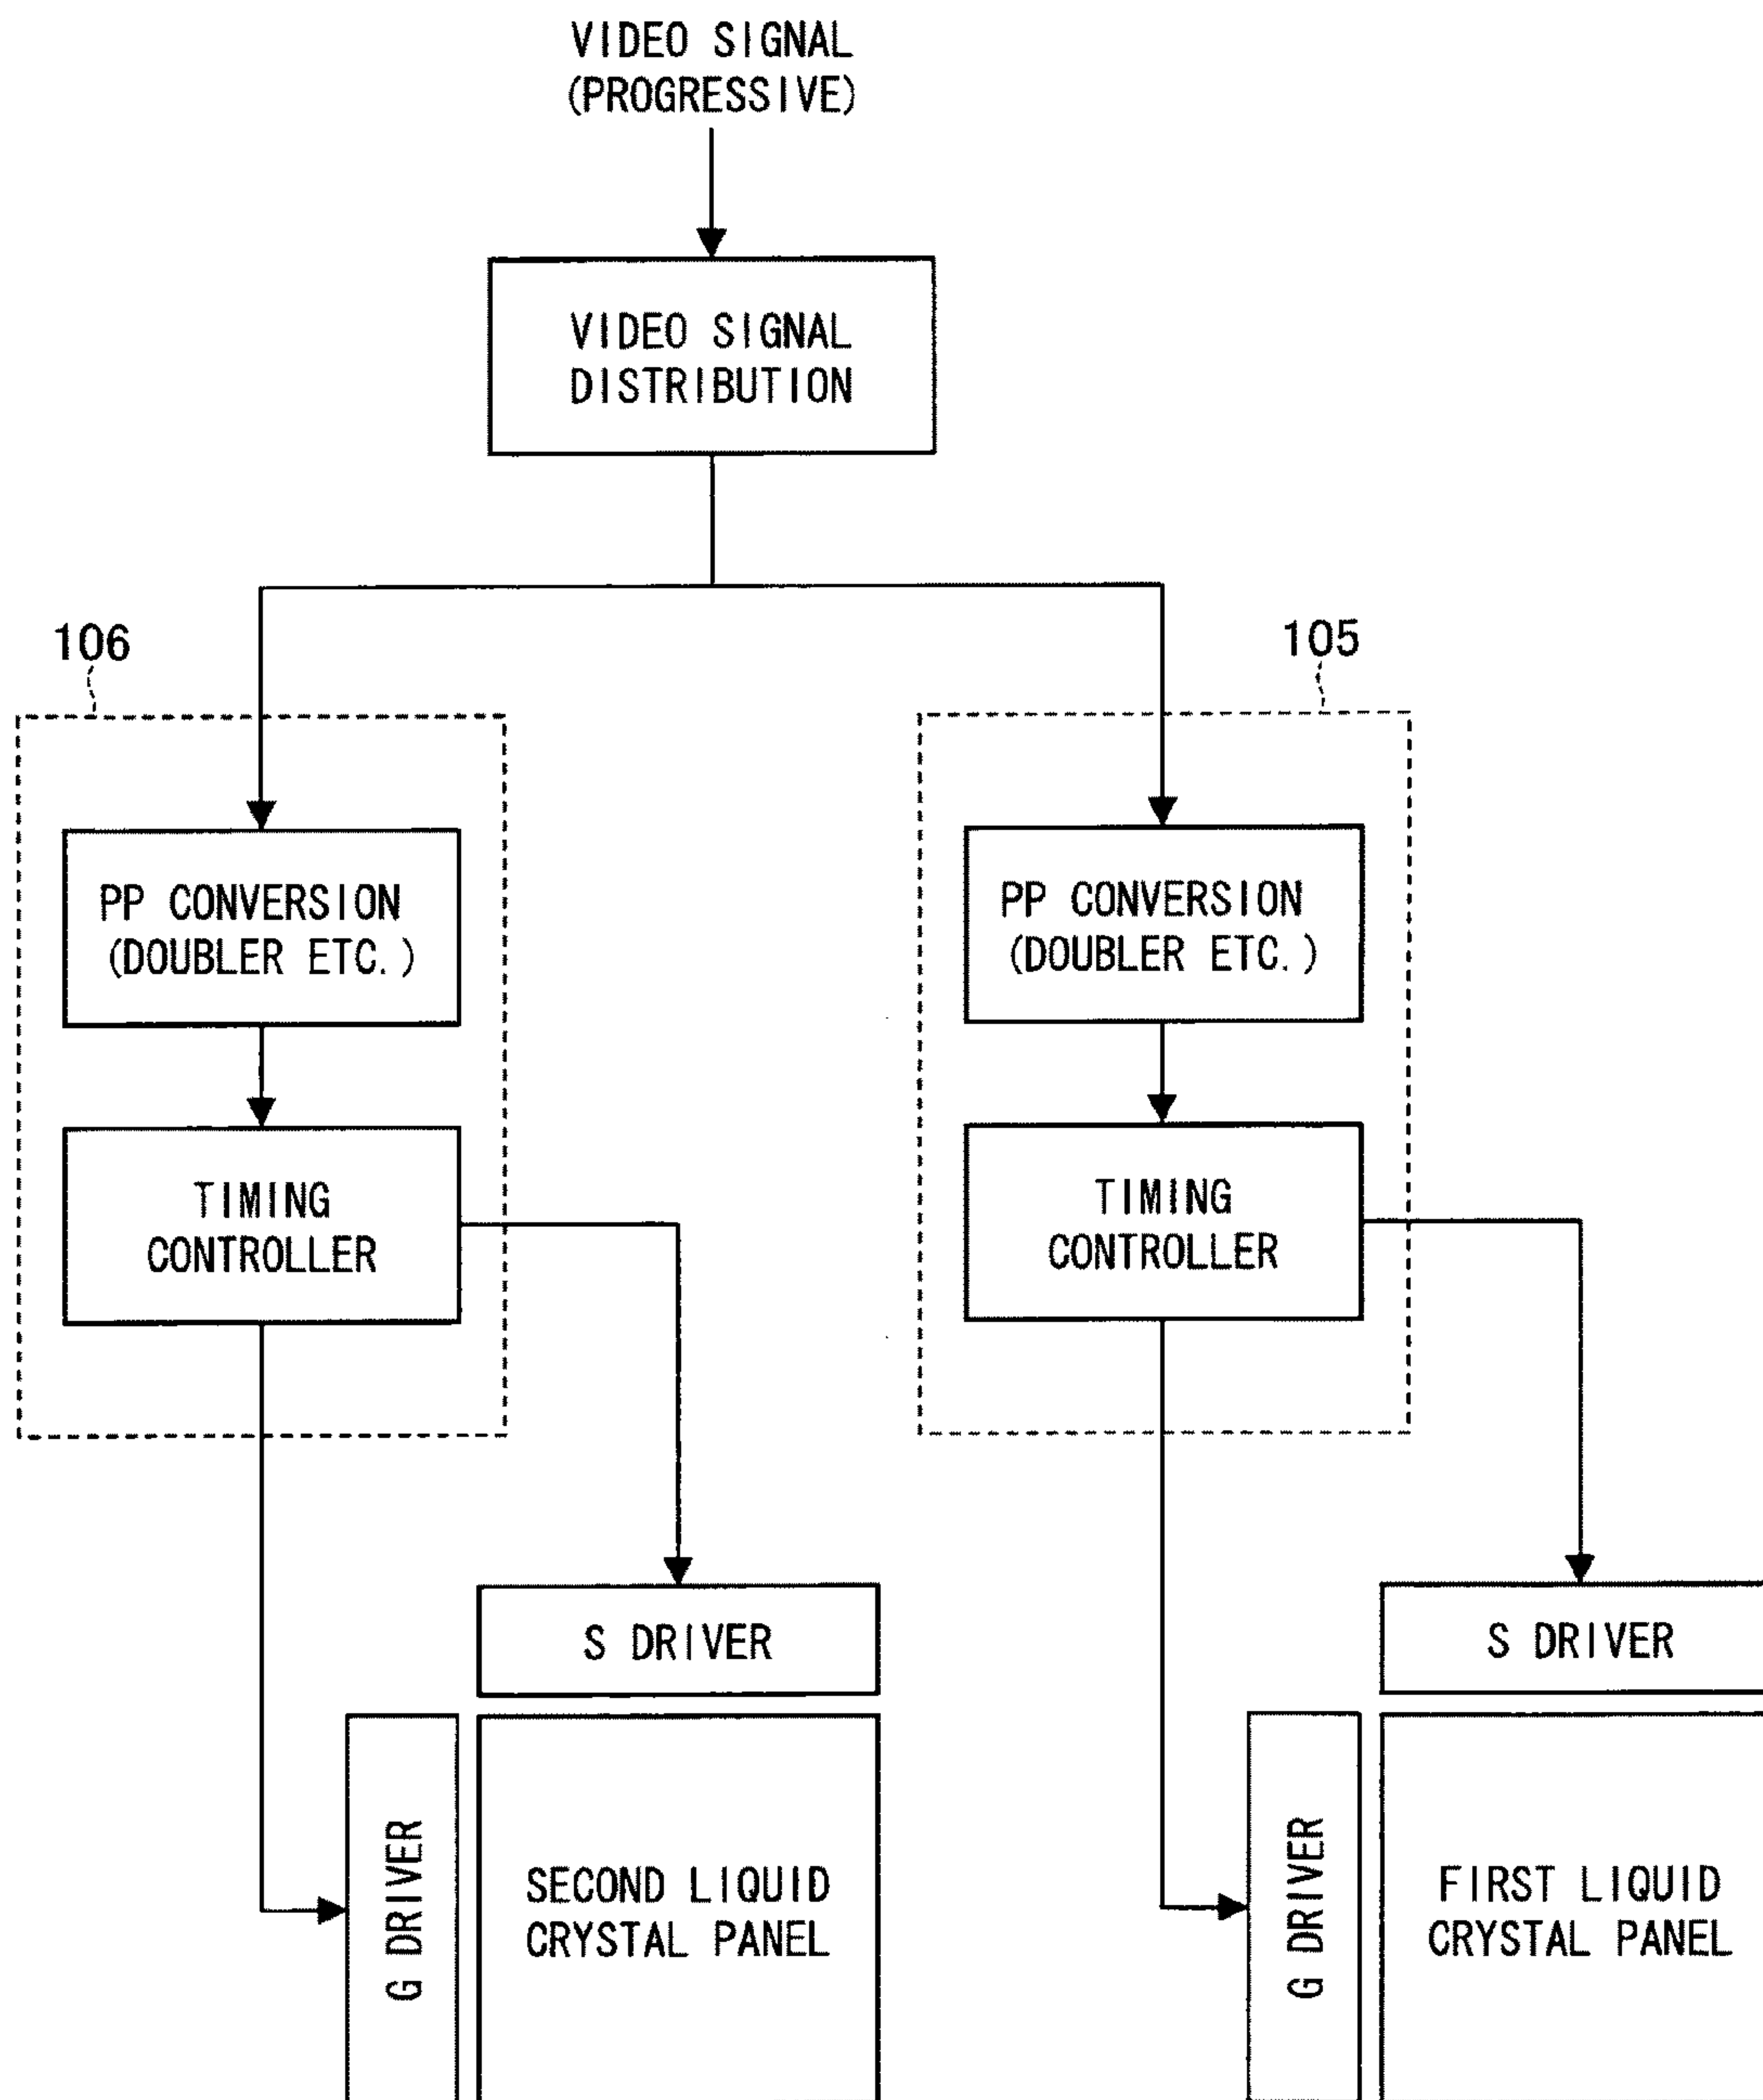 VIDEO SIGNAL
(PROGRESSIVE)
VIDEO SIGNAL
DISTRIBUTION
106
105
PP CONVERSION
(DOUBLER ETC.)
PP CONVERSION
(DOUBLER ETC.)
TIMING
CONTROLLER
TIMING
CONTROLLER
S DRIVER
S DRIVER
G DRIVER
SECOND LIQUID
CRYSTAL PANEL
G DRIVER
FIRST LIQUID
CRYSTAL PANEL